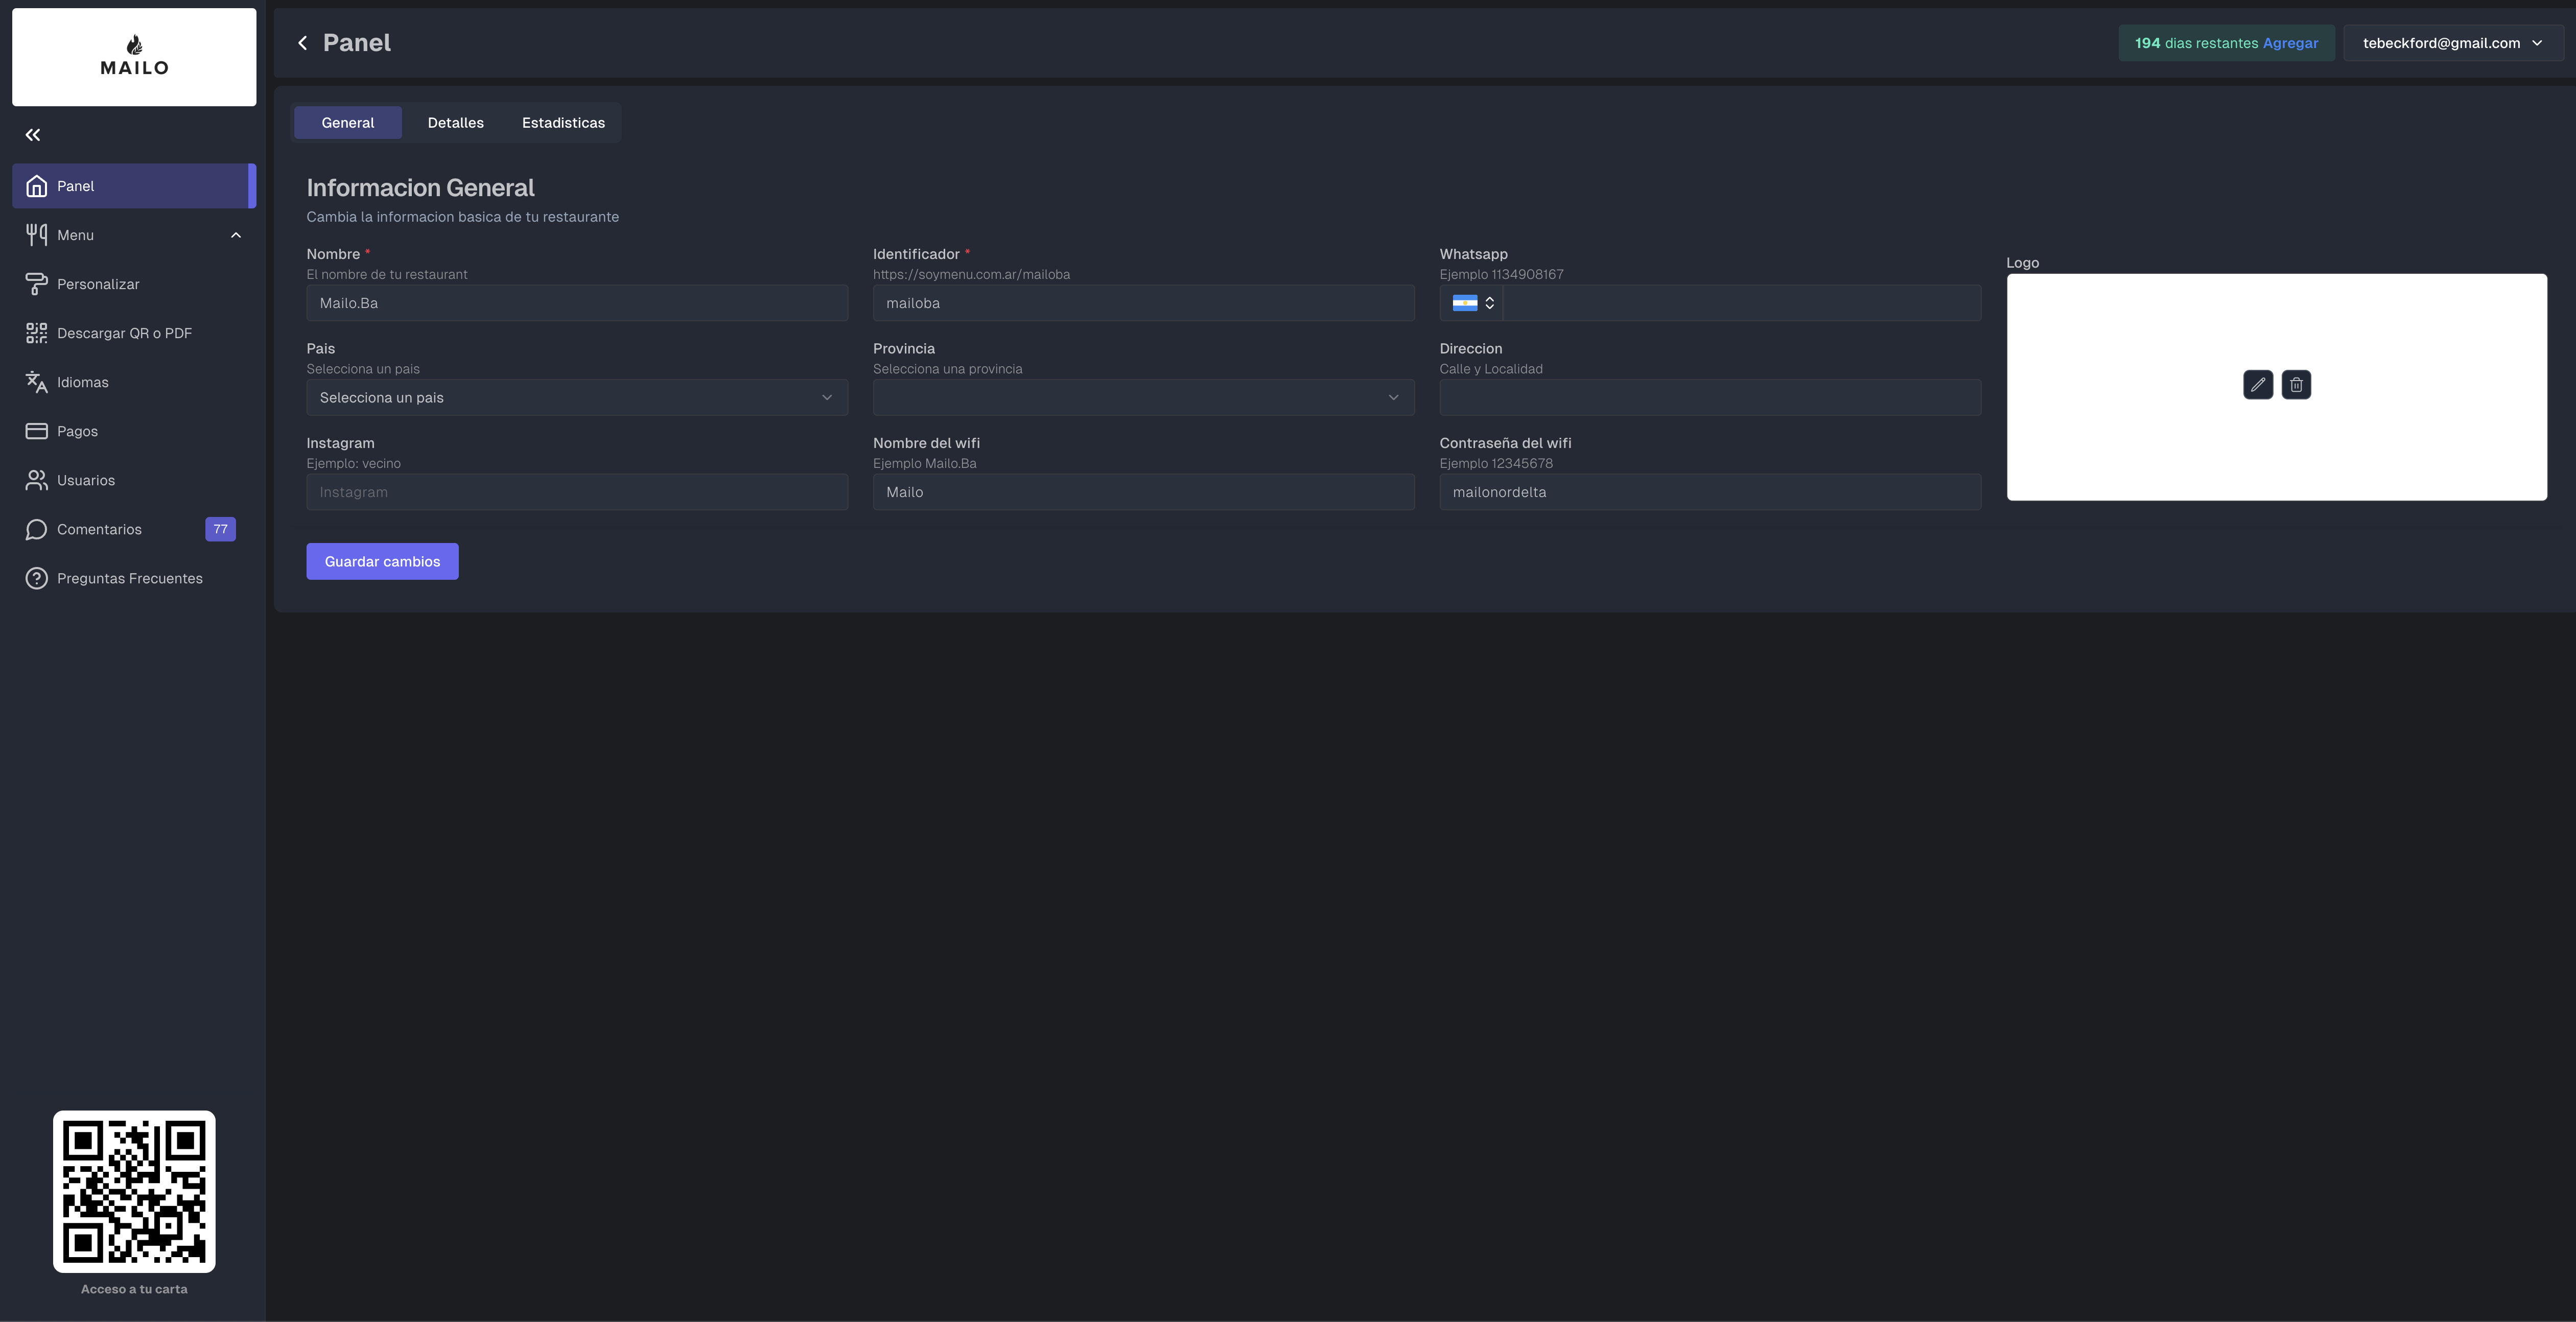 MAILO
Panel
194 dias restantes Agregar
tebeckford@gmail.com
Panel
Menu
Personalizar
Descargar QR o PDF
Idiomas
Pagos
Usuarios
Comentarios 77
Preguntas Frecuentes
Acceso a tu carta
General Detalles Estadisticas
Informacion General
Cambia la informacion basica de tu restaurante
Nombre *
El nombre de tu restaurant
Mailo.Ba
Identificador *
https://soymenu.com.ar/mailoba
mailoba
Whatsapp
Ejemplo 1134908167
Logo
Pais
Selecciona un pais
Selecciona un pais
Provincia
Selecciona una provincia
Direccion
Calle y Localidad
Instagram
Ejemplo: vecino
Instagram
Nombre del wifi
Ejemplo Mailo.Ba
Mailo
Contraseña del wifi
Ejemplo 12345678
mailonordelta
Guardar cambios